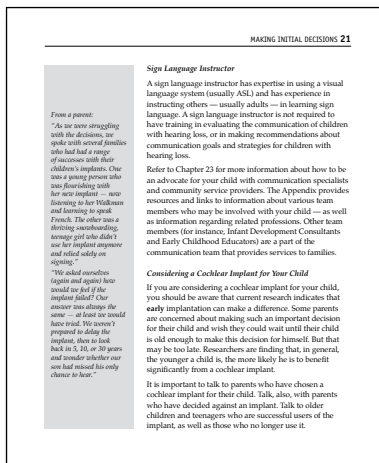 MAKING INITIAL DECISIONS 21
From a parent:
"As we were struggling
with the decisions, we
spoke with several families
who had had a range
of successes with their
children's implants. One
was a young person who
was flourishing with
her new implant — now
listening to her Walkman
and learning to speak
French. The other was a
thriving snowboarding,
teenage girl who didn't
use her implant anymore
and relied solely on
signing."
"We asked ourselves
(again and again) how
would we feel if the
implant failed? Our
answer was always the
same — at least we would
have tried. We weren't
prepared to delay the
implant, then to look
back in 5, 10, or 30 years
and wonder whether our
son had missed his only
chance to hear."
Sign Language Instructor
A sign language instructor has expertise in using a visual
language system (usually ASL) and has experience in
instructing others — usually adults — in learning sign
language. A sign language instructor is not required to
have training in evaluating the communication of children
with hearing loss, or in making recommendations about
communication goals and strategies for children with
hearing loss.
Refer to Chapter 23 for more information about how to be
an advocate for your child with communication specialists
and community service providers. The Appendix provides
resources and links to information about various team
members who may be involved with your child — as well
as information regarding related professions. Other team
members (for instance, Infant Development Consultants
and Early Childhood Educators) are a part of the
communication team that provides services to families.
Considering a Cochlear Implant for Your Child
If you are considering a cochlear implant for your child,
you should be aware that current research indicates that
early implantation can make a difference. Some parents
are concerned about making such an important decision
for their child and wish they could wait until their child
is old enough to make this decision for himself. But that
may be too late. Researchers are finding that, in general,
the younger a child is, the more likely he is to benefit
significantly from a cochlear implant.
It is important to talk to parents who have chosen a
cochlear implant for their child. Talk, also, with parents
who have decided against an implant. Talk to older
children and teenagers who are successful users of the
implant, as well as those who no longer use it.